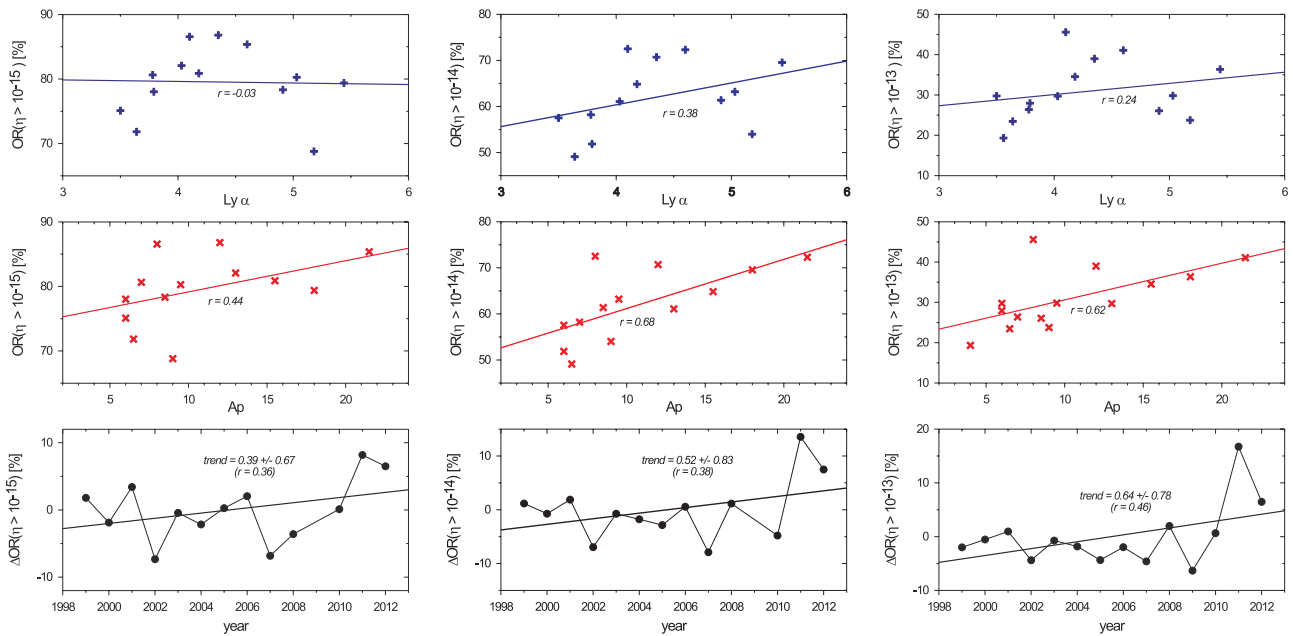 OR(η > 10-15) [%]
90
80
70
r = -0.03
3 4 5 6
Ly α
OR(η > 10-14) [%]
80
70
60
50
r = 0.38
3 4 5 6
Ly α
OR(η > 10-13) [%]
50
40
30
20
10
r = 0.24
3 4 5 6
Ly α
OR(η > 10-15) [%]
90
80
70
r = 0.44
5 10 15 20
Ap
OR(η > 10-14) [%]
80
70
60
50
r = 0.68
5 10 15 20
Ap
OR(η > 10-13) [%]
50
40
30
20
10
r = 0.62
5 10 15 20
Ap
ΔOR(η > 10-15) [%]
10
0
-10
trend = 0.39 +/- 0.67
(r = 0.36)
1998 2000 2002 2004 2006 2008 2010 2012
year
ΔOR(η > 10-14) [%]
10
0
-10
trend = 0.52 +/- 0.83
(r = 0.38)
1998 2000 2002 2004 2006 2008 2010 2012
year
ΔOR(η > 10-13) [%]
20
10
0
-10
trend = 0.64 +/- 0.78
(r = 0.46)
1998 2000 2002 2004 2006 2008 2010 2012
year